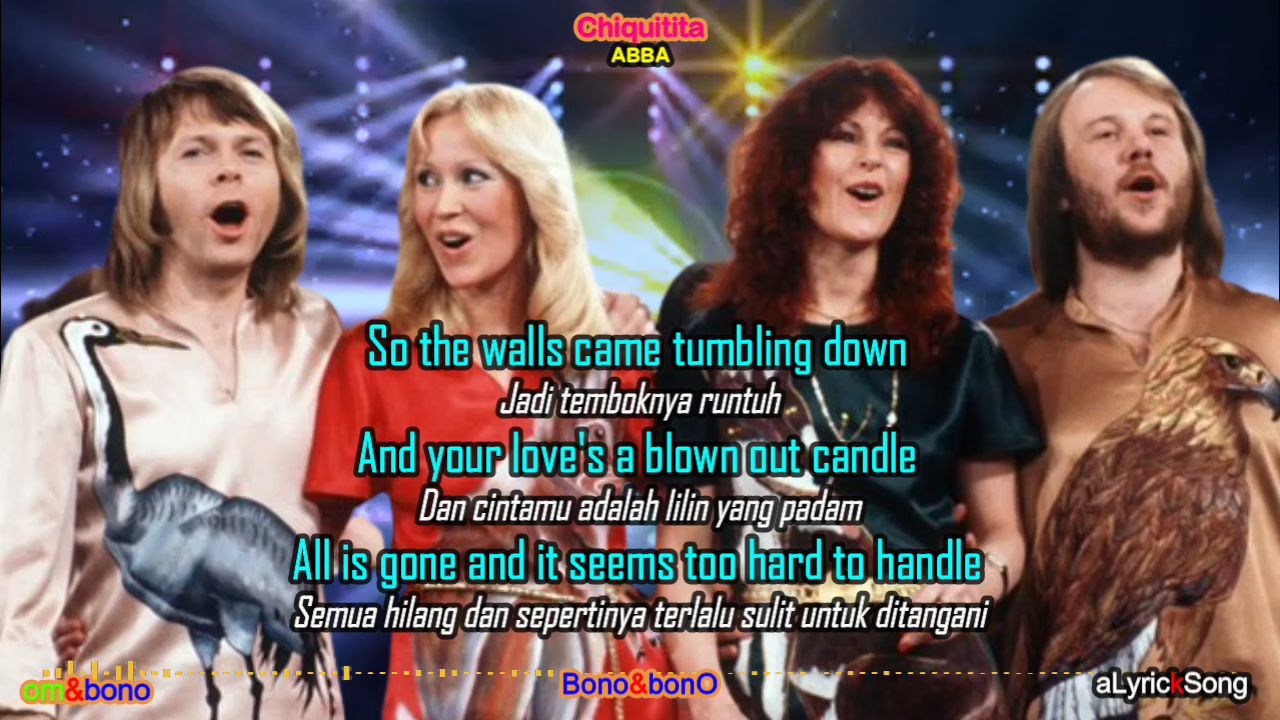 Chiquitita
ABBA
So the walls came tumbling down
Jadi temboknya runtuh
And your love's a blown out candle
Dan cintamu adalah lilin yang padam
All is gone and it seems too hard to handle
Semua hilang dan sepertinya terlalu sulit untuk ditangani
om&bono
Bono&bonO
aLyrickSong